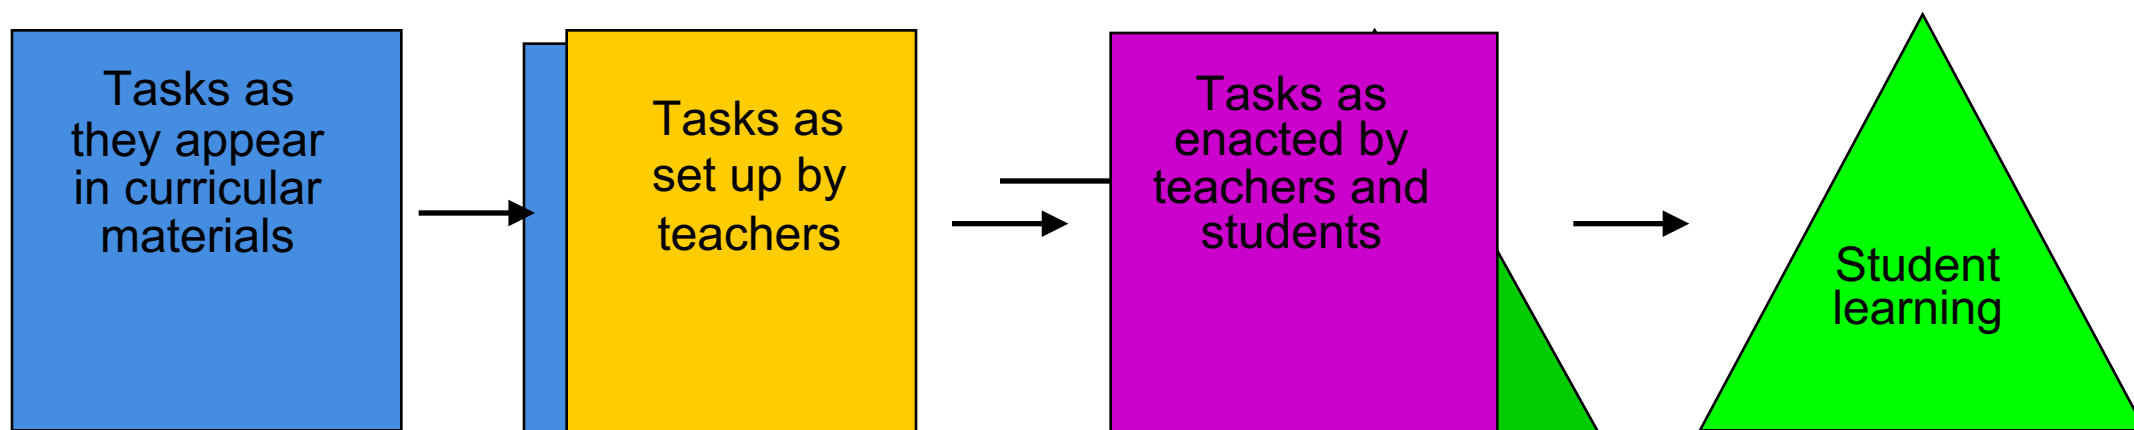 Tasks as
they appear
in curricular
materials
Tasks as
set up by
teachers
Tasks as
enacted by
teachers and
students
Student
learning